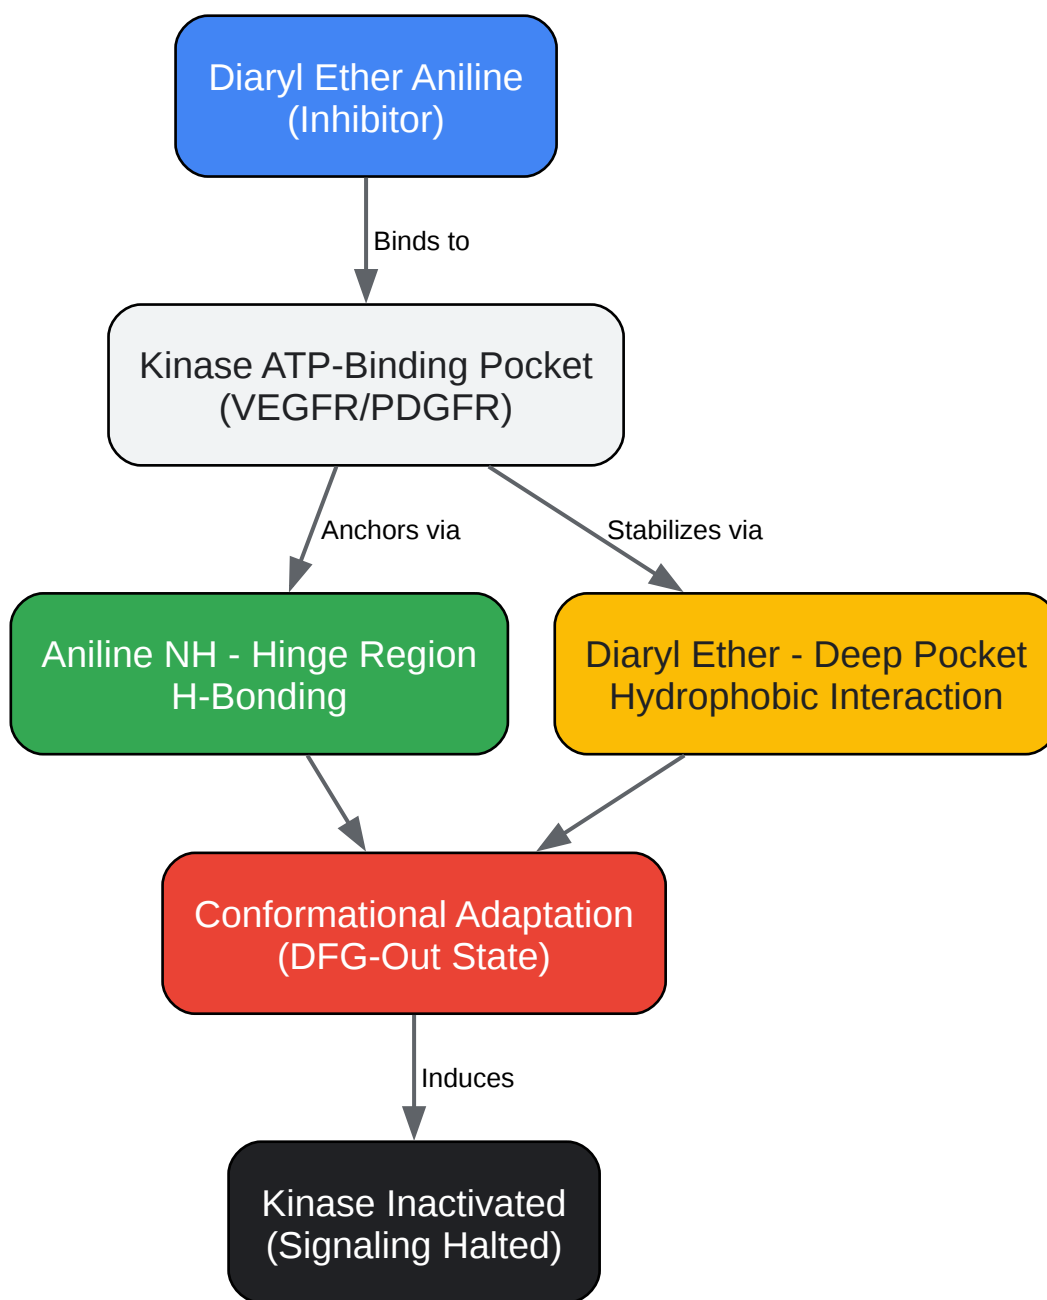 Diaryl Ether Aniline
(Inhibitor)
Binds to
Kinase ATP-Binding Pocket
(VEGFR/PDGFR)
Anchors via
Stabilizes via
Aniline NH - Hinge Region
H-Bonding
Diaryl Ether - Deep Pocket
Hydrophobic Interaction
Conformational Adaptation
(DFG-Out State)
Induces
Kinase Inactivated
(Signaling Halted)